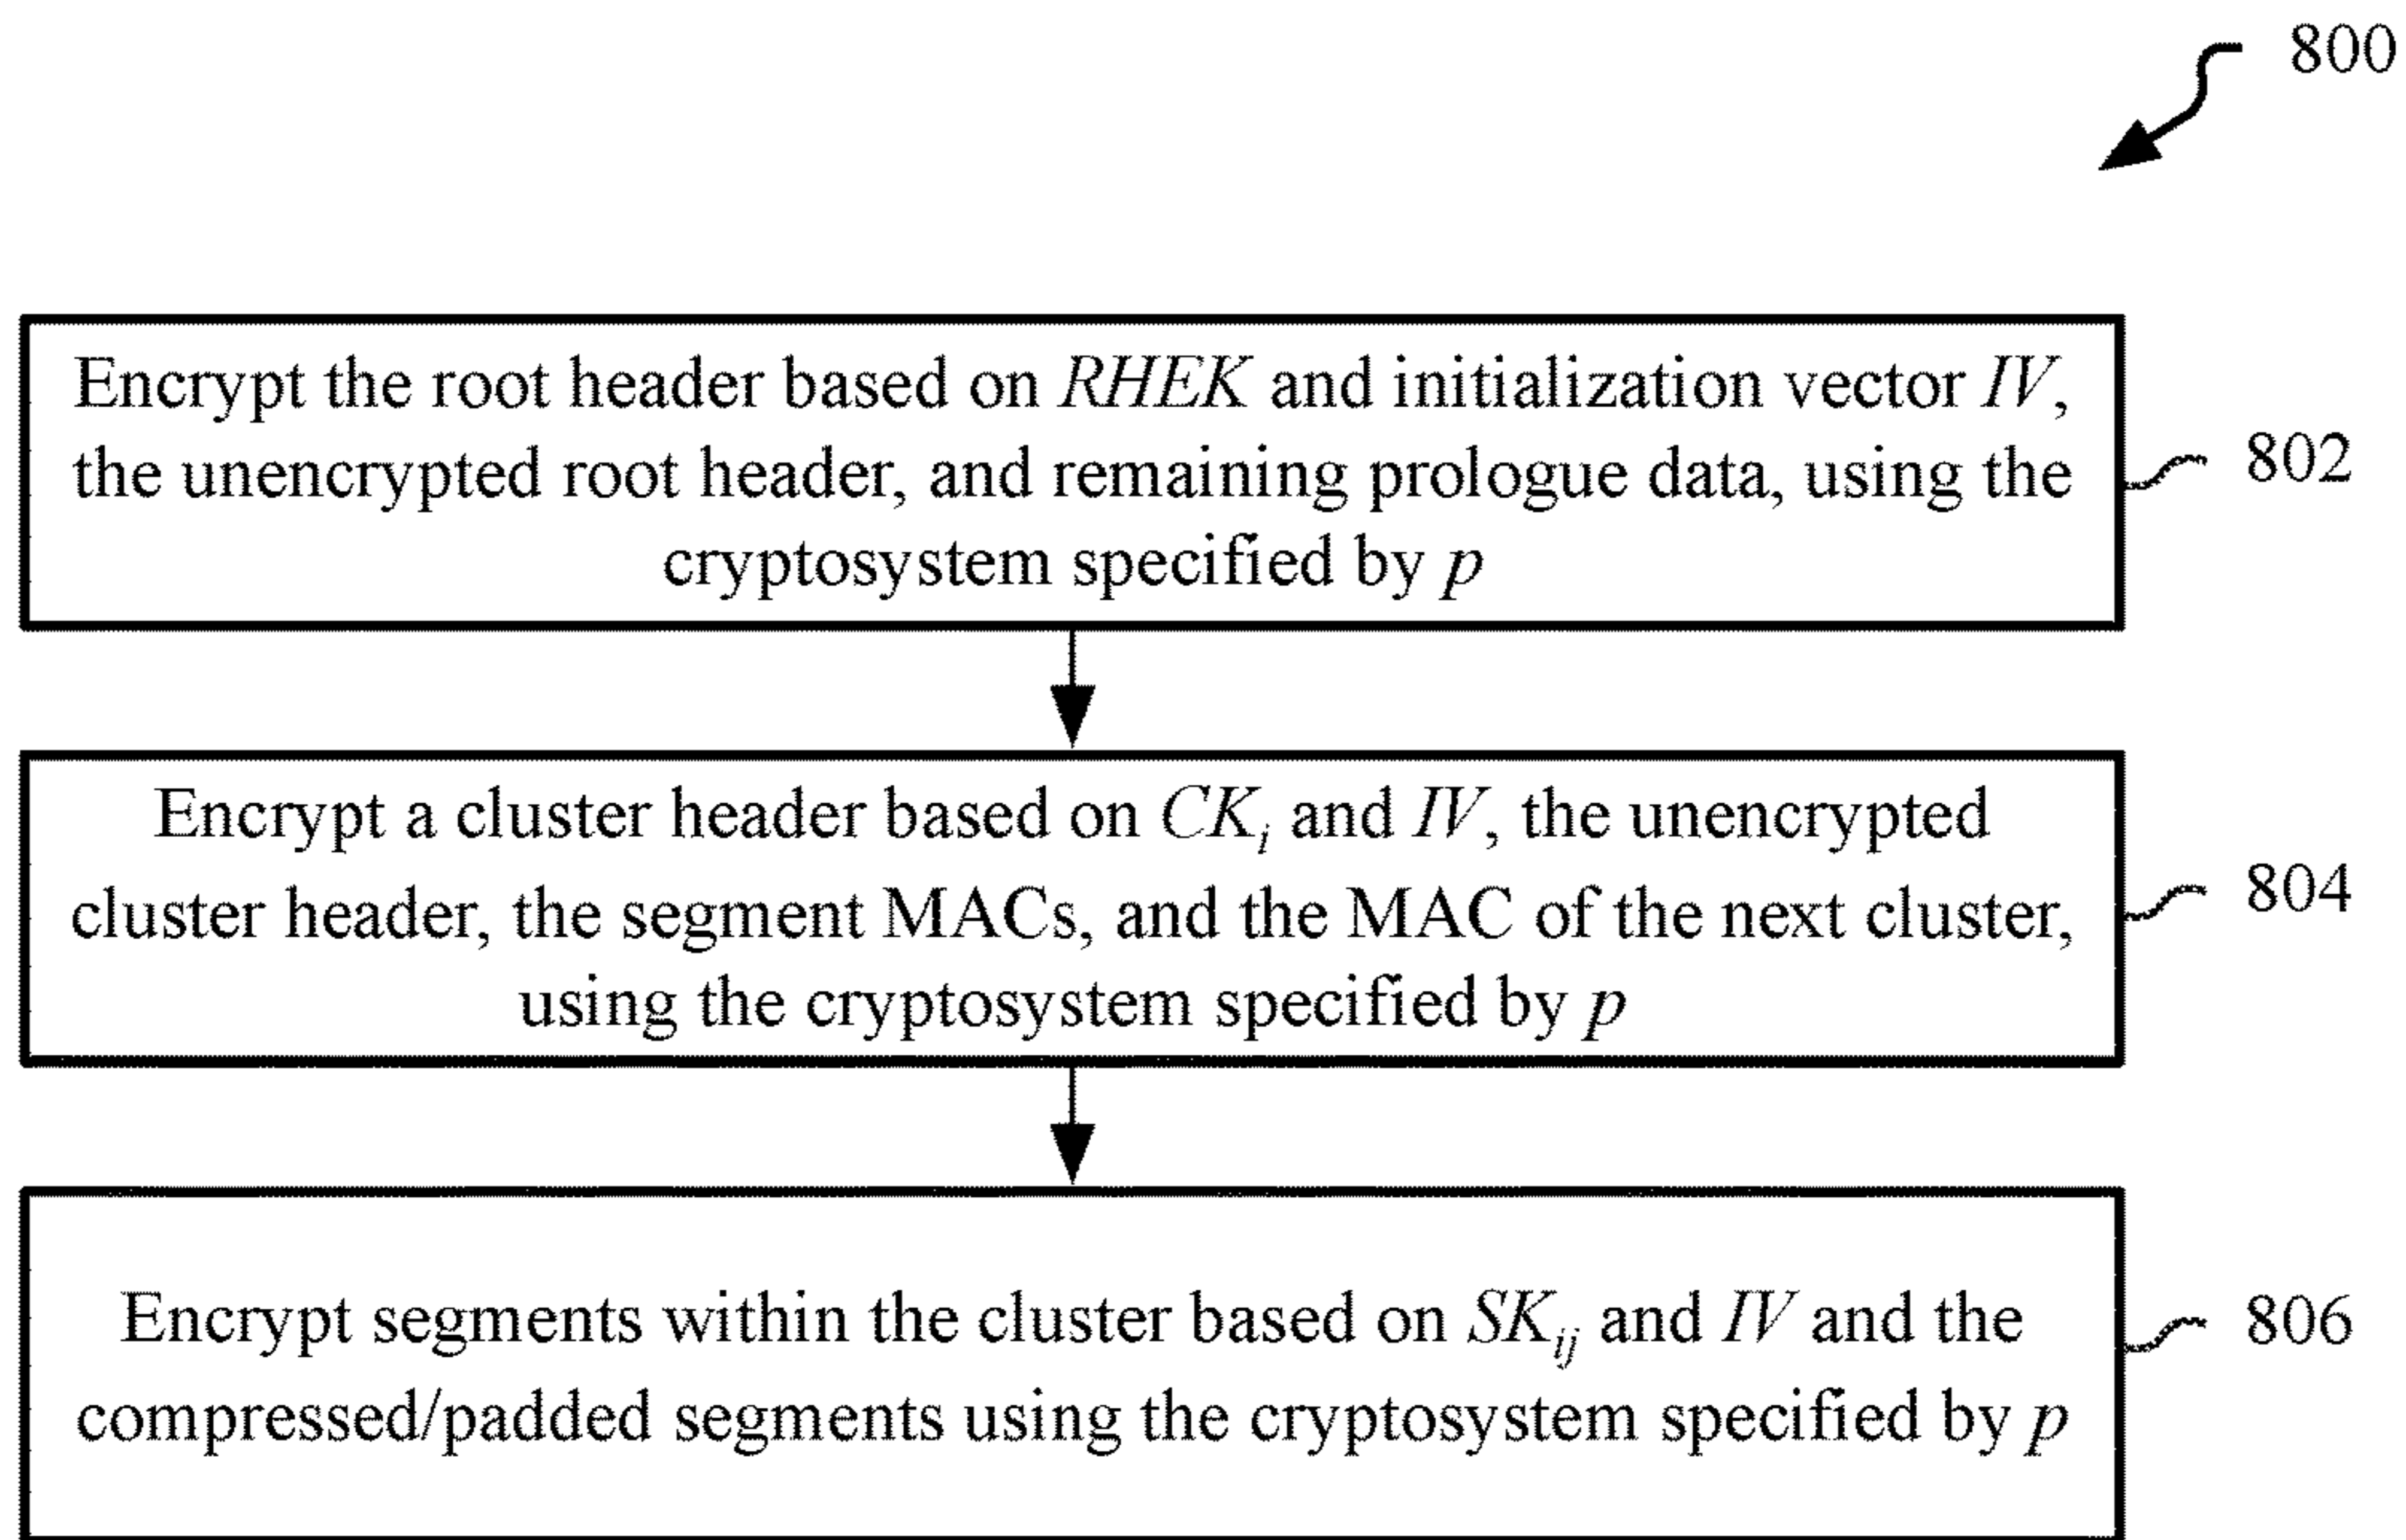 800
Encrypt the root header based on RHEK and initialization vector IV,
the unencrypted root header, and remaining prologue data, using the
cryptosystem specified by p
802
Encrypt a cluster header based on CKi and IV, the unencrypted
cluster header, the segment MACs, and the MAC of the next cluster,
using the cryptosystem specified by p
804
Encrypt segments within the cluster based on SKij and IV and the
compressed/padded segments using the cryptosystem specified by p
806